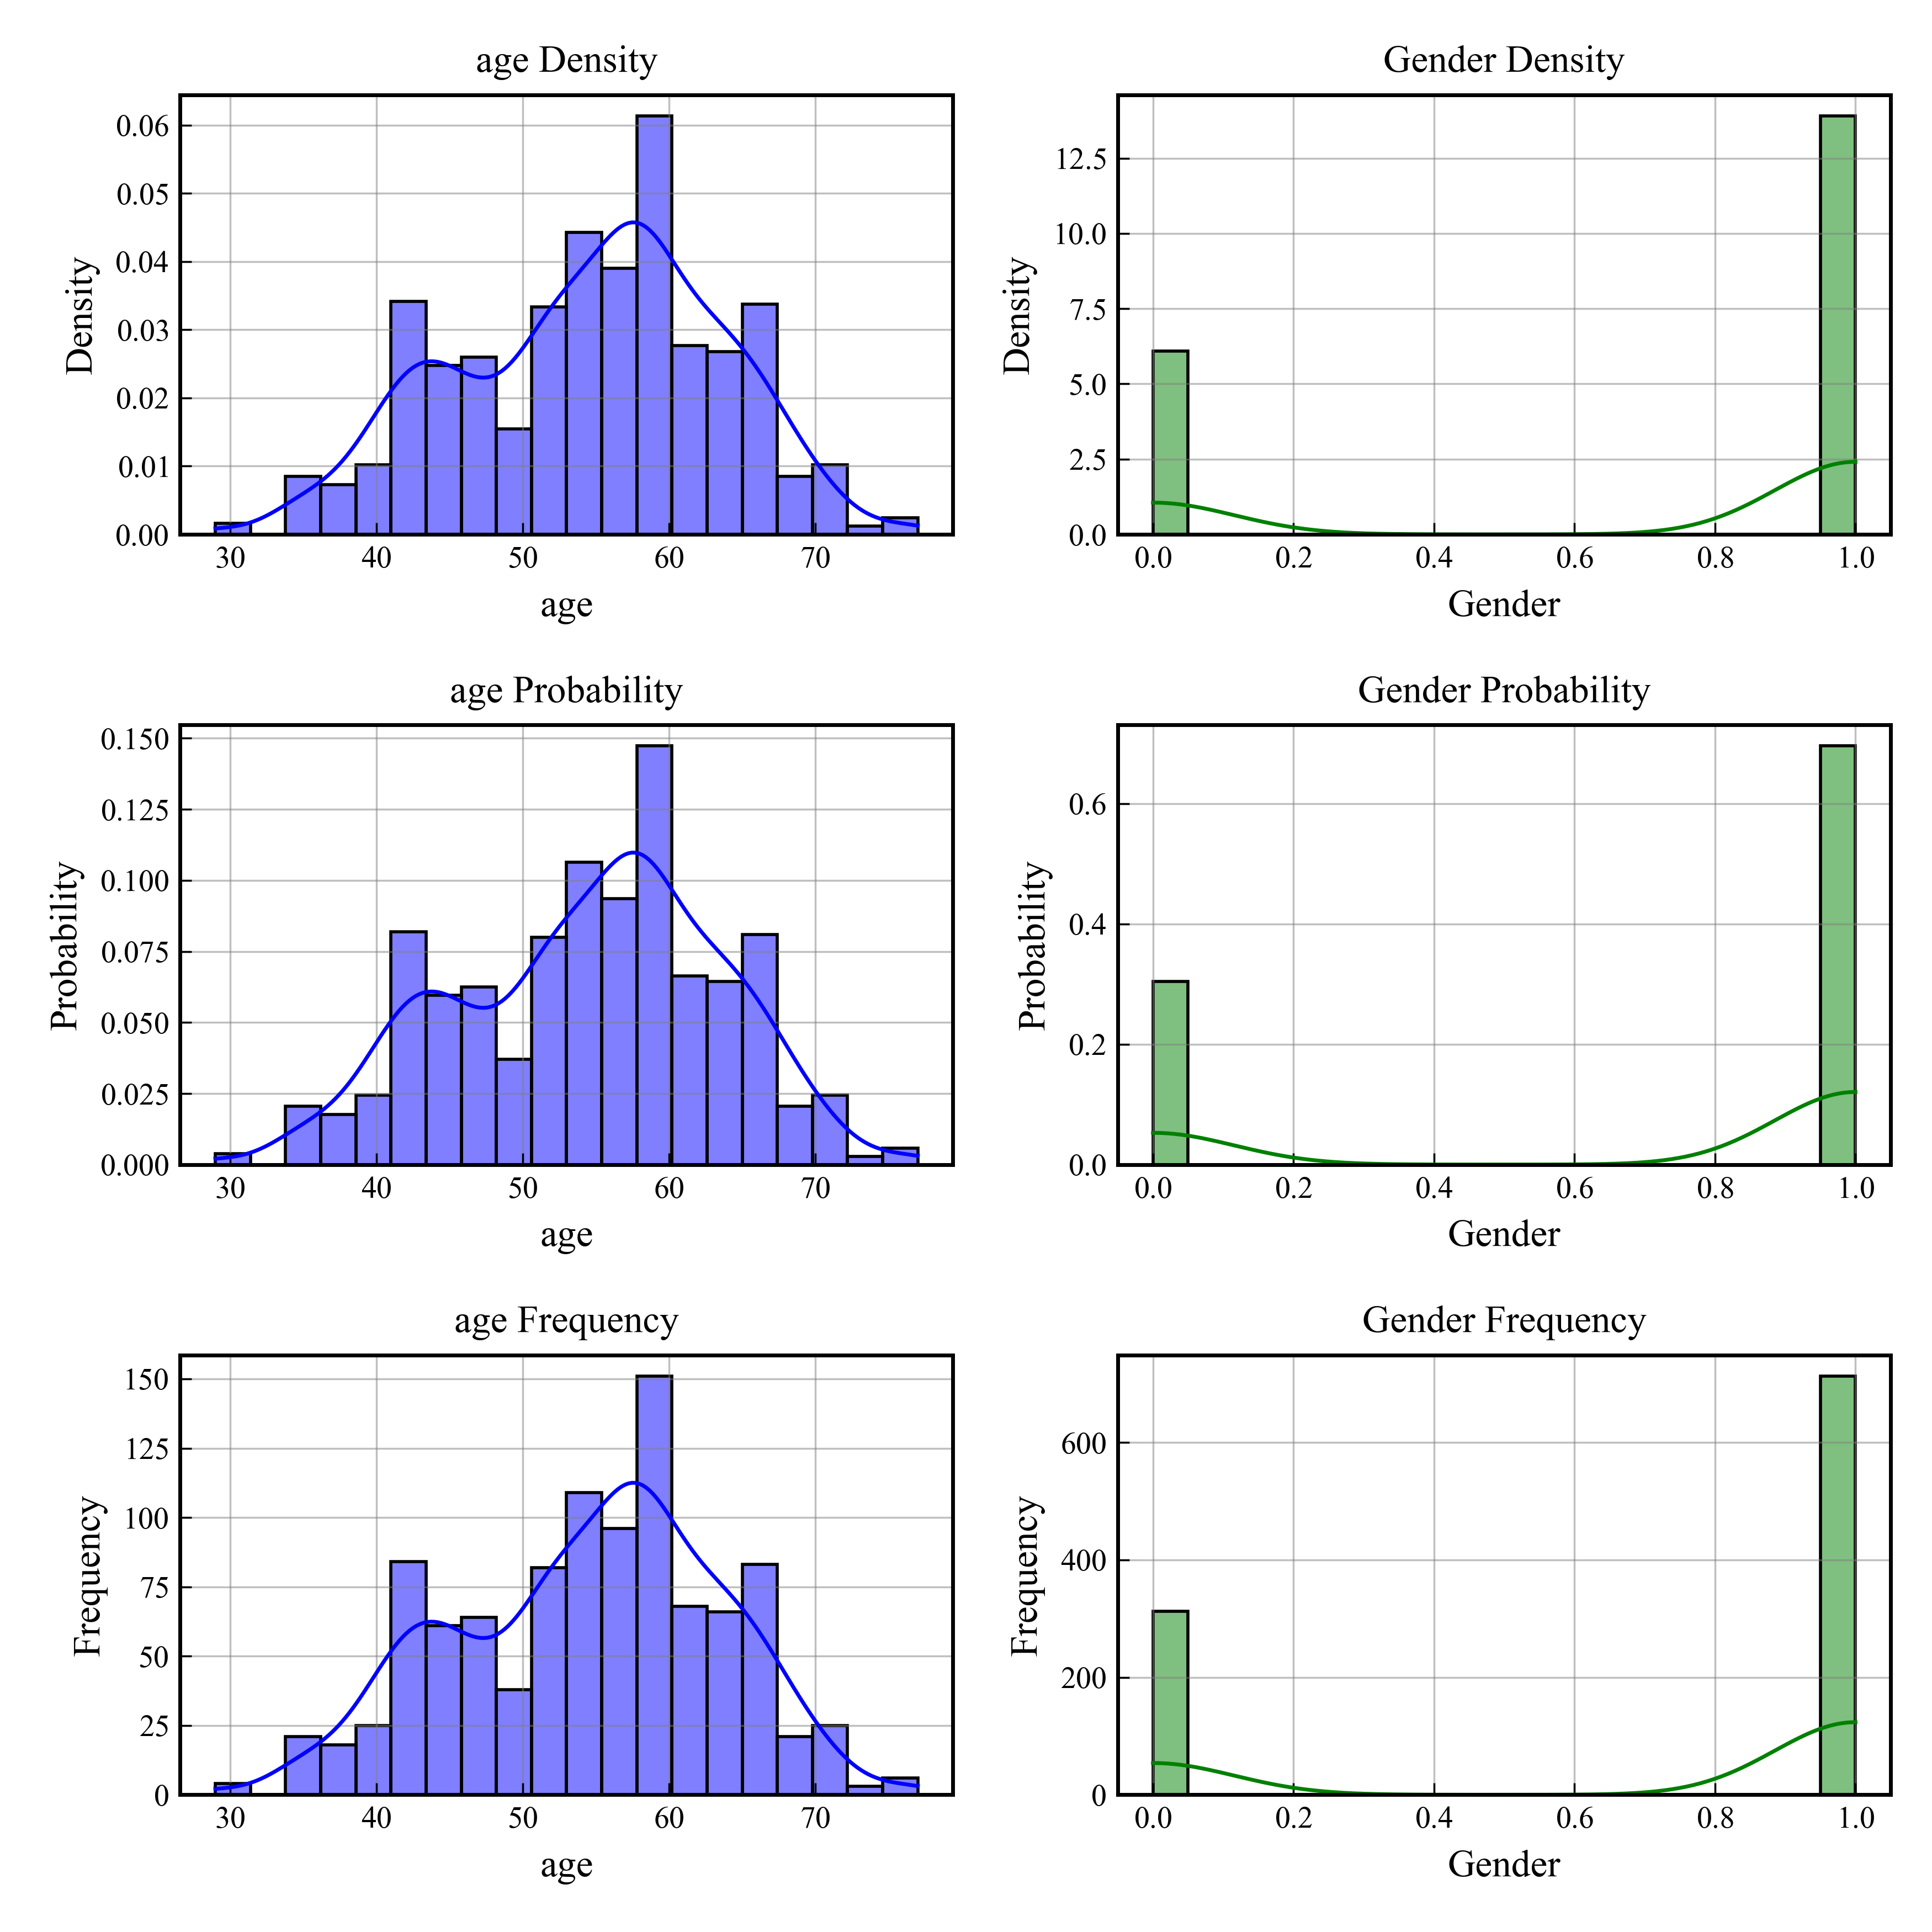 age Density
0.06
0.05
0.04
0.03
0.02
0.01
0.00
Density
30 40 50 60 70
age
Gender Density
12.5
10.0
7.5
5.0
2.5
0.0
Density
0.0 0.2 0.4 0.6 0.8 1.0
Gender
age Probability
0.150
0.125
0.100
0.075
0.050
0.025
0.000
Probability
30 40 50 60 70
age
Gender Probability
0.6
0.4
0.2
0.0
Probability
0.0 0.2 0.4 0.6 0.8 1.0
Gender
age Frequency
150
125
100
75
50
25
0
Frequency
30 40 50 60 70
age
Gender Frequency
600
400
200
0
Frequency
0.0 0.2 0.4 0.6 0.8 1.0
Gender